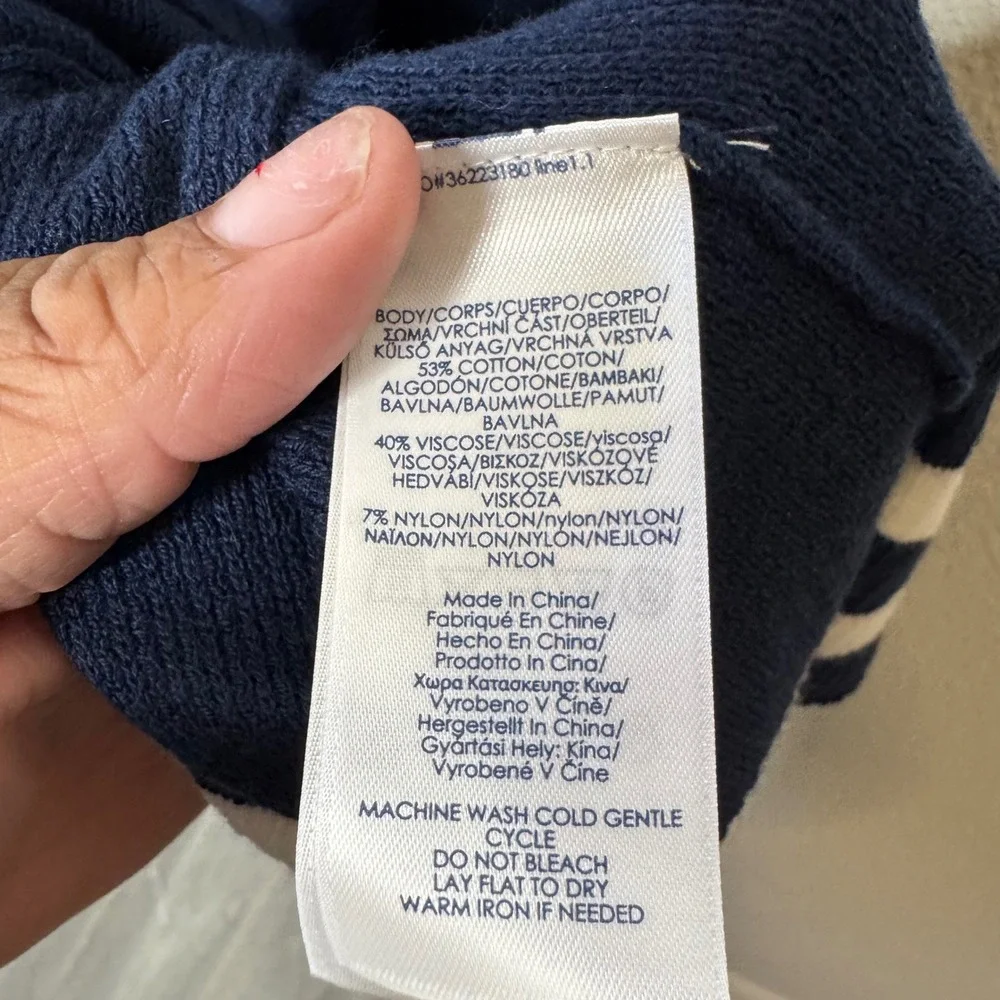 O#36223180 line1.1
BODY/CORPS/CUERPO/CORPO/
ΣΩΜΑ/VRCHNÍ ČÁST/OBERTEIL/
KÜLSŐ ANYAG/VRCHNÁ VRSTVA
53% COTTON/COTON/
ALGODÓN/COTONE/ΒΑΜΒΑΚΙ/
BAVLNA/BAUMWOLLE/PAMUT/
BAVLNA
40% VISCOSE/VISCOSE/viscosa/
VISCOSA/ΒΙΣΚΟΖ/VISKÓZOVÉ
HEDVÁBÍ/VISKOSE/VISZKÓZ/
VISKÓZA
7% NYLON/NYLON/nylon/NYLON/
ΝΑΪΛΟΝ/NYLON/NYLON/NEJLON/
NYLON
Made In China/
Fabriqué En Chine/
Hecho En China/
Prodotto In Cina/
Χωρα Κατασκευησ: Κινα/
Vyrobeno V Číně/
Hergestellt In China/
Gyártási Hely: Kína/
Vyrobené V Číne
MACHINE WASH COLD GENTLE
CYCLE
DO NOT BLEACH
LAY FLAT TO DRY
WARM IRON IF NEEDED